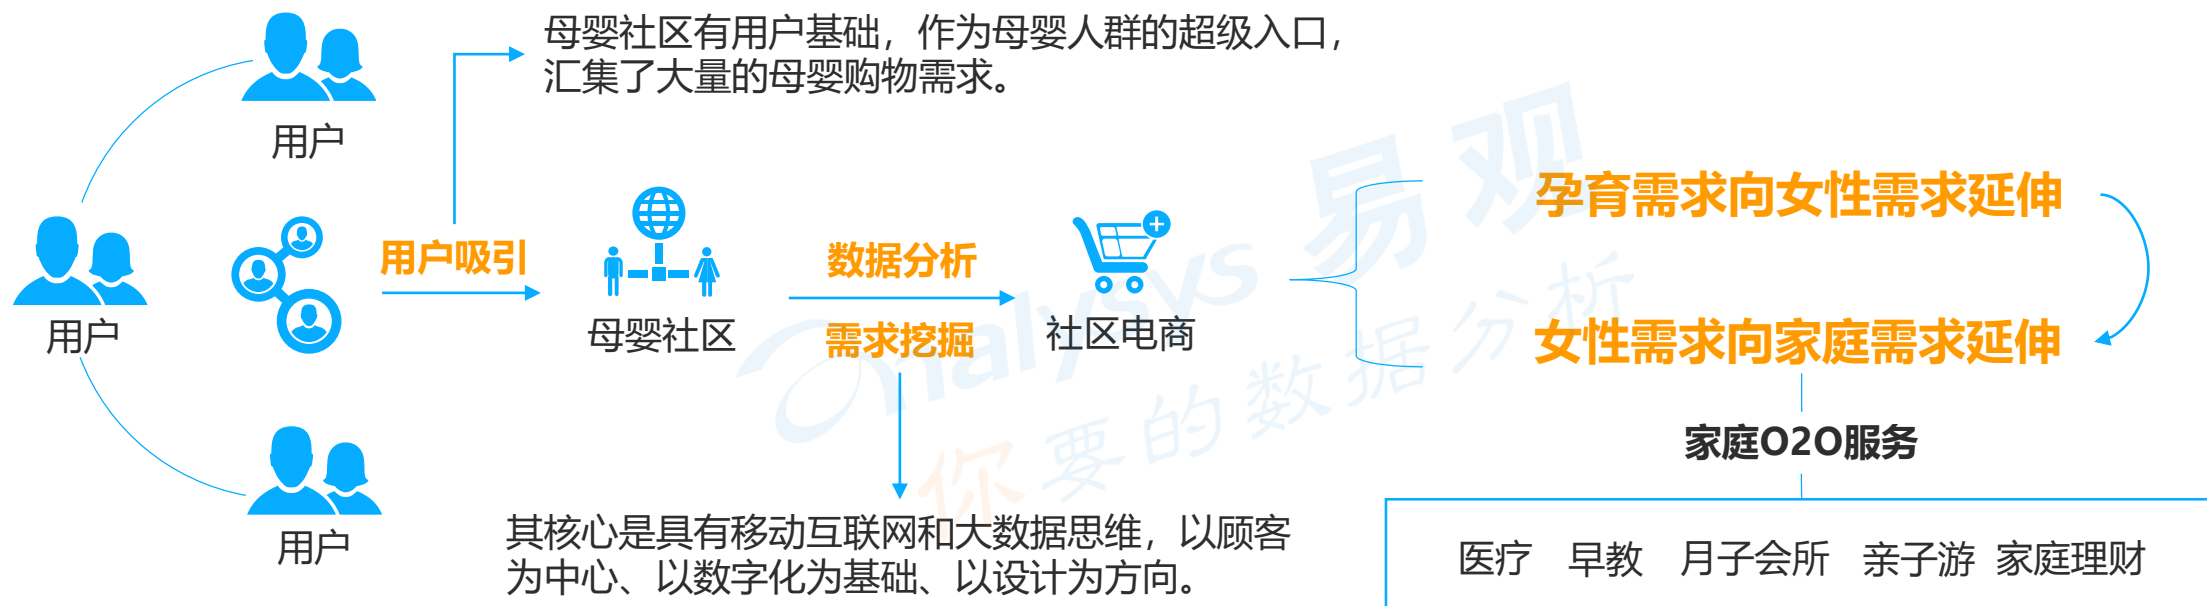 母婴社区有用户基础，作为母婴人群的超级入口，
汇集了大量的母婴购物需求。
用户
用户
用户
用户吸引
母婴社区
数据分析
需求挖掘
社区电商
孕育需求向女性需求延伸
女性需求向家庭需求延伸
家庭O2O服务
医疗 早教 月子会所 亲子游 家庭理财
其核心是具有移动互联网和大数据思维，以顾客
为中心、以数字化为基础、以设计为方向。
analysys 易观
你要的数据分析